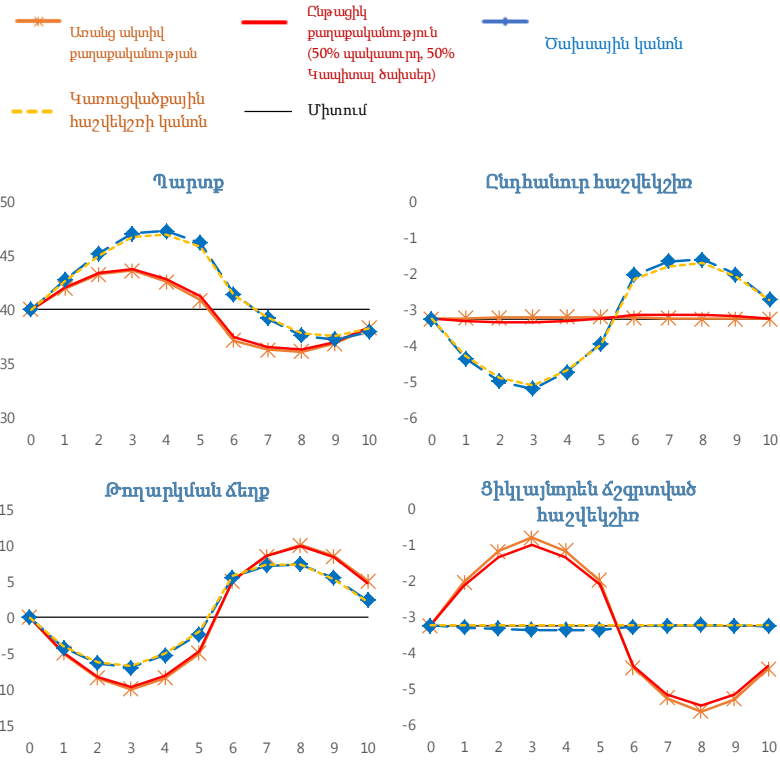 Առանց ակտիվ
քաղաքականության
Ընթացիկ
քաղաքականություն
(50% պակասուրդ, 50%
Կապիտալ ծախսեր)
Ծախսային կանոն
Կառուցվածքային
հաշվեկշռի կանոն
Միտում
Պարտք
50
45
40
35
30
0 1 2 3 4 5 6 7 8 9 10
Ընդհանուր հաշվեկշիռ
0
-1
-2
-3
-4
-5
-6
0 1 2 3 4 5 6 7 8 9 10
Թողարկման ճեղք
15
10
5
0
-5
10
15
0 1 2 3 4 5 6 7 8 9 10
Ցիկլայնորեն ճշգրտված
հաշվեկշիռ
0
-1
-2
-3
-4
-5
-6
0 1 2 3 4 5 6 7 8 9 10